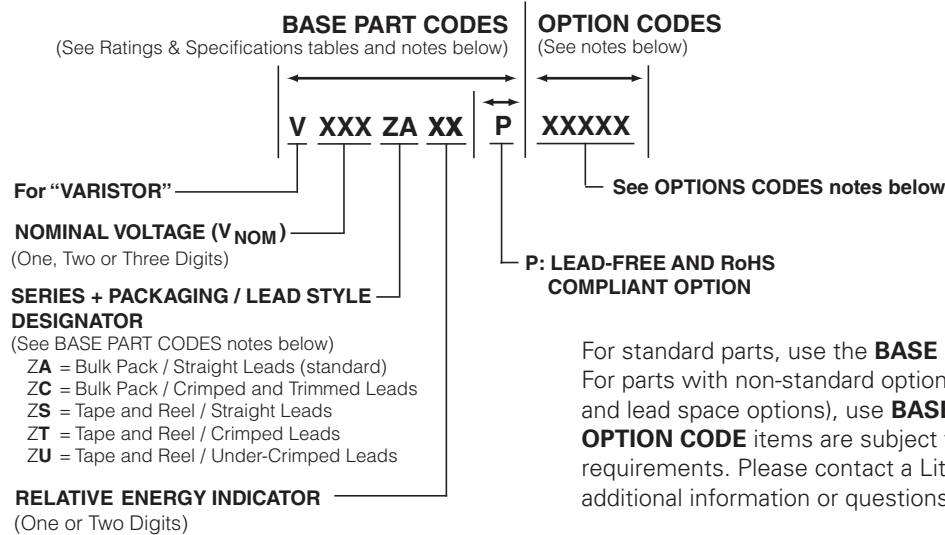 BASE PART CODES
(See Ratings & Specifications tables and notes below)
OPTION CODES
(See notes below)
V XXX ZA XX P XXXXX
For “VARISTOR”
See OPTIONS CODES notes below
NOMINAL VOLTAGE (VNOM)
(One, Two or Three Digits)
P: LEAD-FREE AND RoHS
COMPLIANT OPTION
SERIES + PACKAGING / LEAD STYLE
DESIGNATOR
(See BASE PART CODES notes below)
ZA = Bulk Pack / Straight Leads (standard)
ZC = Bulk Pack / Crimped and Trimmed Leads
ZS = Tape and Reel / Straight Leads
ZT = Tape and Reel / Crimped Leads
ZU = Tape and Reel / Under-Crimped Leads
RELATIVE ENERGY INDICATOR
(One or Two Digits)
For standard parts, use the BASE
For parts with non-standard option
and lead space options), use BASE
OPTION CODE items are subject
requirements. Please contact a Lit
additional information or questions